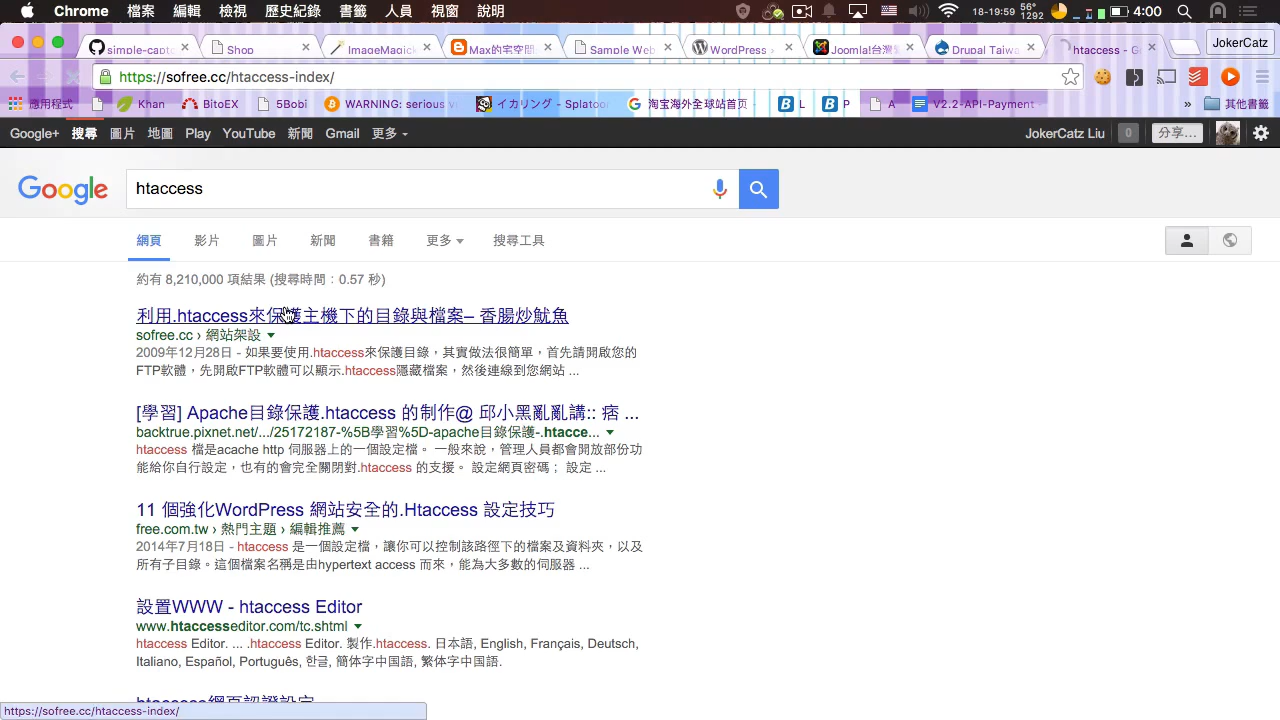 Chrome 檔案 編輯 檢視 歷史紀錄 書籤 人員 視窗 說明 18-19:59 56° 1292 4:00
simple-capt Shop ImageMagick Max的宅空間 Sample Web WordPress » Joomla!台灣 Drupal Taiwa htaccess - G JokerCatz
https://sofree.cc/htaccess-index/
應用程式 Khan BitoEX 5Bobi WARNING: serious v イカリング - Splatoo 淘宝海外全球站首页 L P A V2.2-API-Payment » 其他書籤
Google+ 搜尋 圖片 地圖 Play YouTube 新聞 Gmail 更多 JokerCatz Liu 0 分享...
Google htaccess
網頁 影片 圖片 新聞 書籍 更多 搜尋工具
約有 8,210,000 項結果 (搜尋時間：0.57 秒)
利用.htaccess來保護主機下的目錄與檔案– 香腸炒魷魚
sofree.cc › 網站架設
2009年12月28日 - 如果要使用.htaccess來保護目錄，其實做法很簡單，首先請開啟您的
FTP軟體，先開啟FTP軟體可以顯示.htaccess隱藏檔案，然後連線到您網站 ...
[學習] Apache目錄保護.htaccess 的制作@ 邱小黑亂亂講:: 痞 ...
backtrue.pixnet.net/.../25172187-%5B學習%5D-apache目錄保護-.htacce...
htaccess 檔是acache http 伺服器上的一個設定檔。 一般來說，管理人員都會開放部份功
能給你自行設定，也有的會完全關閉對.htaccess 的支援。 設定網頁密碼； 設定 ...
11 個強化WordPress 網站安全的.Htaccess 設定技巧
free.com.tw › 熱門主題 › 編輯推薦
2014年7月18日 - htaccess 是一個設定檔，讓你可以控制該路徑下的檔案及資料夾，以及
所有子目錄。這個檔案名稱是由hypertext access 而來，能為大多數的伺服器 ...
設置WWW - htaccess Editor
www.htaccesseditor.com/tc.shtml
htaccess Editor. ... .htaccess Editor. 製作.htaccess. 日本語, English, Français, Deutsch,
Italiano, Español, Português, 한글, 简体字中国語, 繁体字中国語.
htaccess網頁認證設定
https://sofree.cc/htaccess-index/